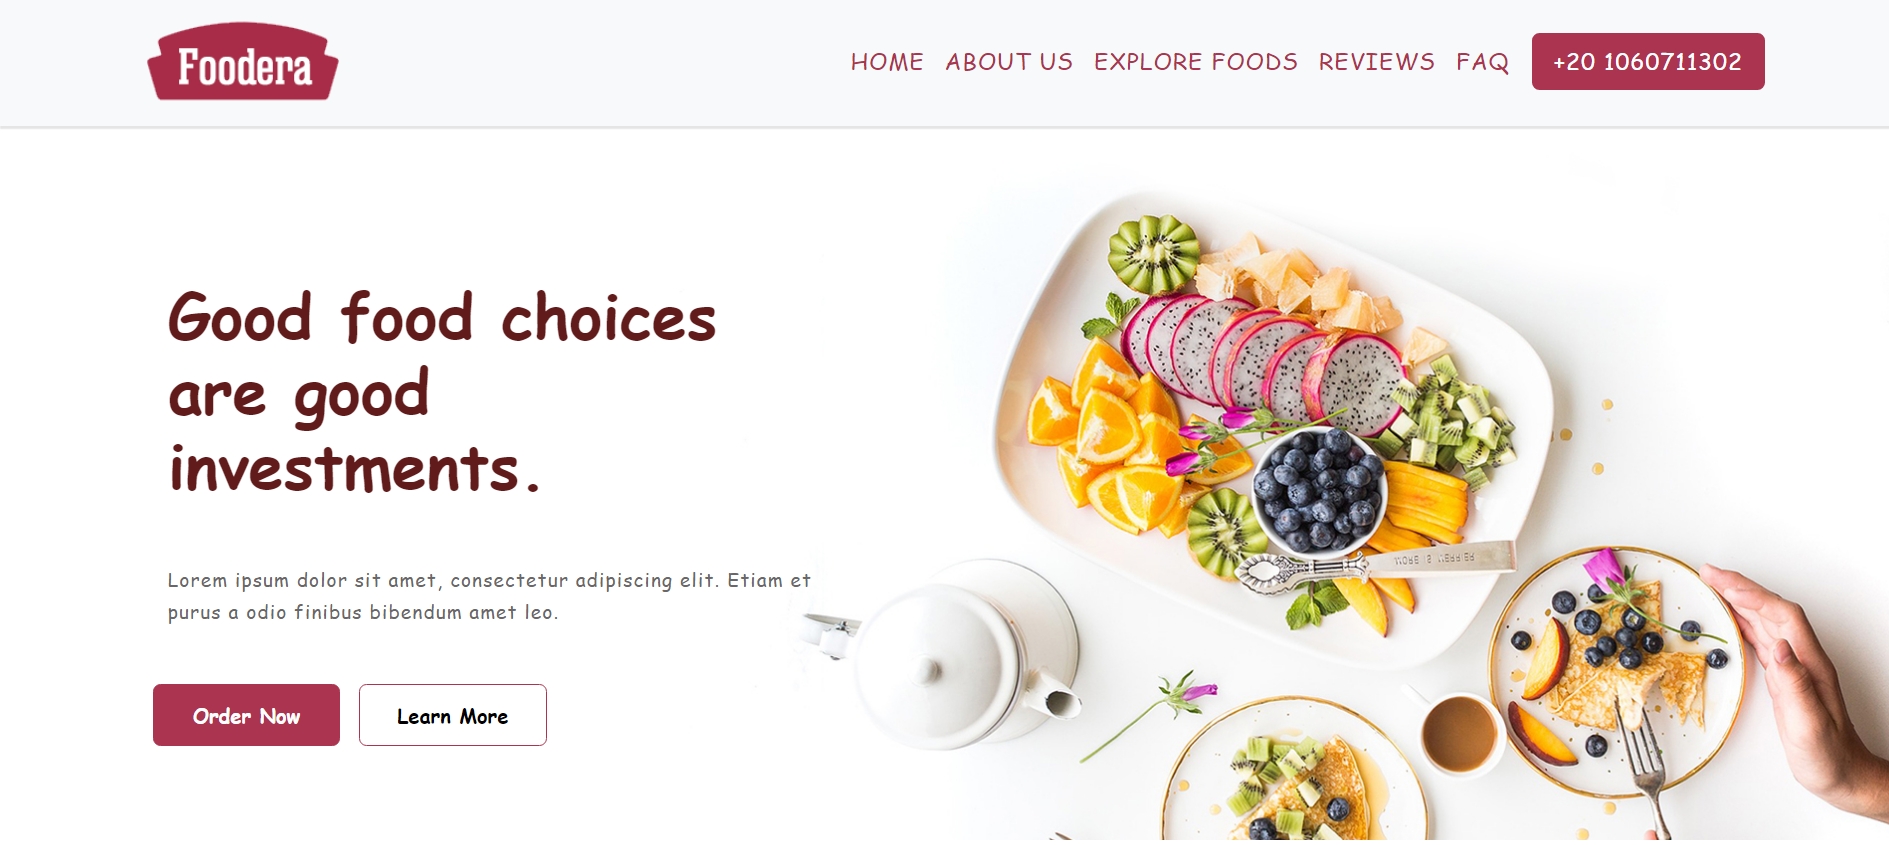 Foodera
HOME ABOUT US EXPLORE FOODS REVIEWS FAQ +20 1060711302
Good food choices
are good
investments.
Lorem ipsum dolor sit amet, consectetur adipiscing elit. Etiam et
purus a odio finibus bibendum amet leo.
Order Now Learn More